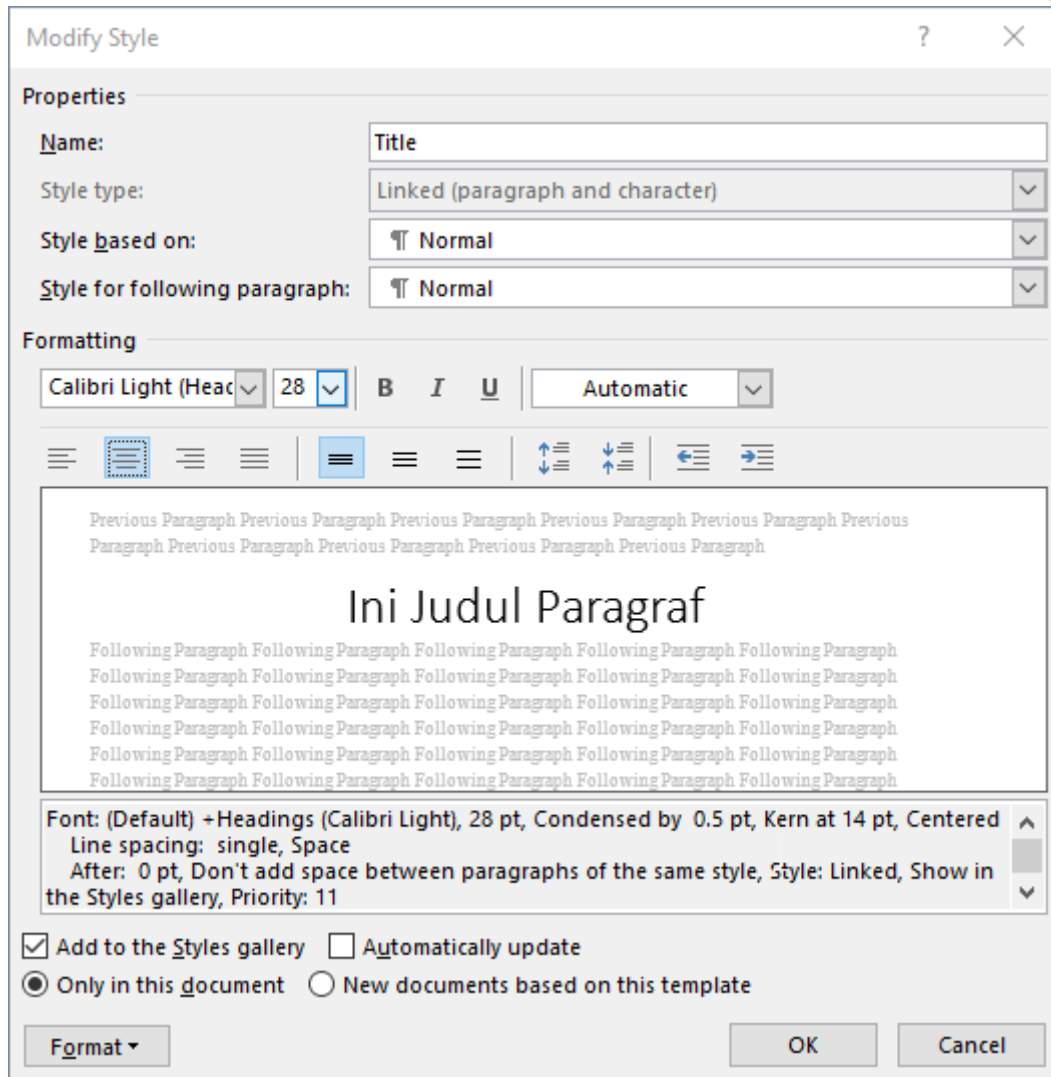 Modify Style ?
Properties
Name: Title
Style type: Linked (paragraph and character)
Style based on: ¶ Normal
Style for following paragraph: ¶ Normal
Formatting
Calibri Light (Head 28 B I U Automatic
Previous Paragraph Previous Paragraph Previous Paragraph Previous Paragraph Previous Paragraph Previous
Paragraph Previous Paragraph Previous Paragraph Previous Paragraph Previous Paragraph
Ini Judul Paragraf
Following Paragraph Following Paragraph Following Paragraph Following Paragraph Following Paragraph
Following Paragraph Following Paragraph Following Paragraph Following Paragraph Following Paragraph
Following Paragraph Following Paragraph Following Paragraph Following Paragraph Following Paragraph
Following Paragraph Following Paragraph Following Paragraph Following Paragraph Following Paragraph
Following Paragraph Following Paragraph Following Paragraph Following Paragraph Following Paragraph
Following Paragraph Following Paragraph Following Paragraph Following Paragraph Following Paragraph
Font: (Default) +Headings (Calibri Light), 28 pt, Condensed by 0.5 pt, Kern at 14 pt, Centered
Line spacing: single, Space
After: 0 pt, Don't add space between paragraphs of the same style, Style: Linked, Show in
the Styles gallery, Priority: 11
Add to the Styles gallery Automatically update
Only in this document New documents based on this template
Format OK Cancel